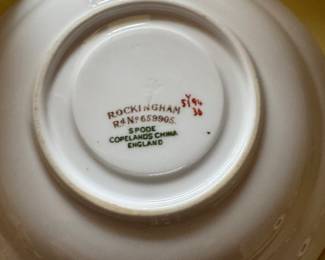 ROCKINGHAM
Rd. No 659905.
SPODE
COPELANDS CHINA
ENGLAND